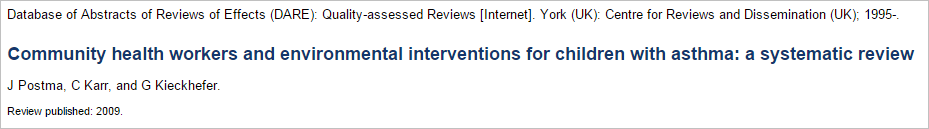 Database of Abstracts of Reviews of Effects (DARE): Quality-assessed Reviews [Internet]. York (UK): Centre for Reviews and Dissemination (UK); 1995-.
Community health workers and environmental interventions for children with asthma: a systematic review
J Postma, C Karr, and G Kieckhefer.
Review published: 2009.